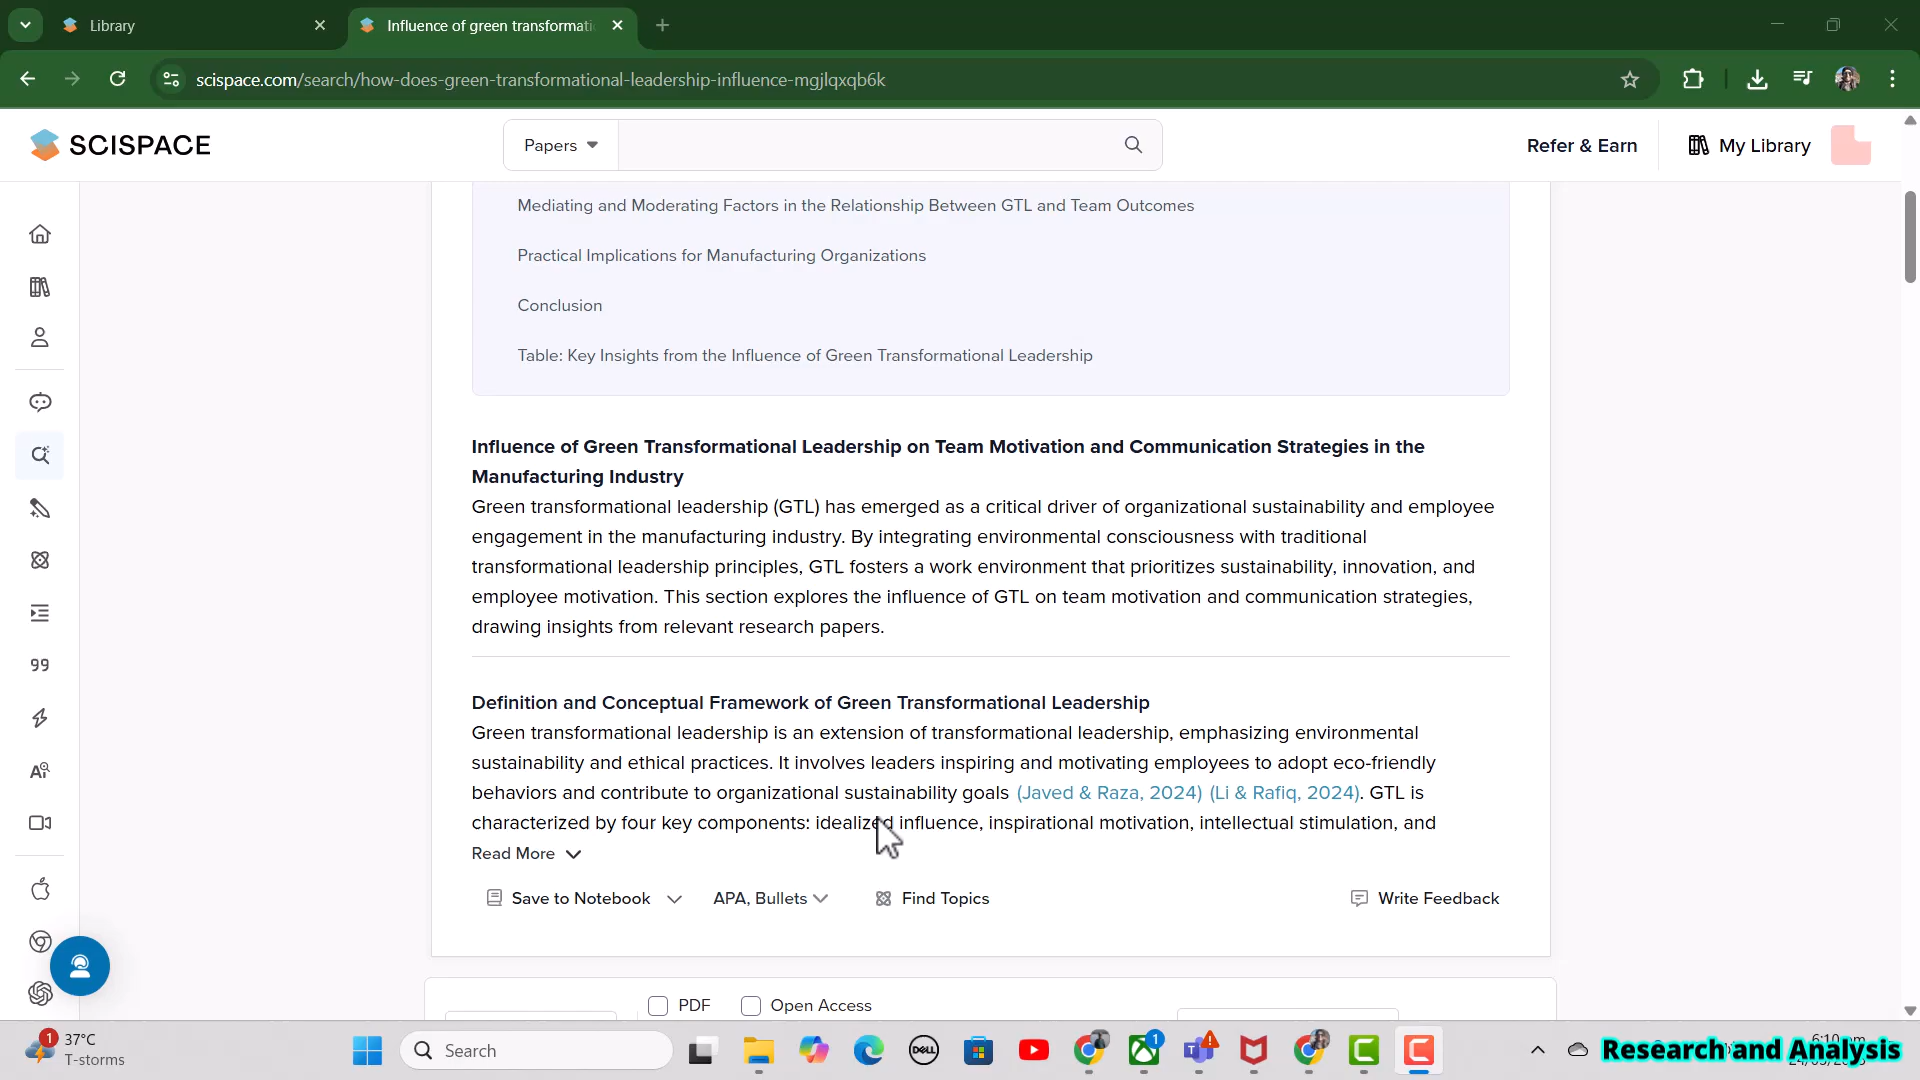 Library
Influence of green transformati
scispace.com/search/how-does-green-transformational-leadership-influence-mgjlqxqb6k
SCISPACE
Papers
Refer & Earn
My Library
Mediating and Moderating Factors in the Relationship Between GTL and Team Outcomes
Practical Implications for Manufacturing Organizations
Conclusion
Table: Key Insights from the Influence of Green Transformational Leadership
Influence of Green Transformational Leadership on Team Motivation and Communication Strategies in the
Manufacturing Industry
Green transformational leadership (GTL) has emerged as a critical driver of organizational sustainability and employee
engagement in the manufacturing industry. By integrating environmental consciousness with traditional
transformational leadership principles, GTL fosters a work environment that prioritizes sustainability, innovation, and
employee motivation. This section explores the influence of GTL on team motivation and communication strategies,
drawing insights from relevant research papers.
Definition and Conceptual Framework of Green Transformational Leadership
Green transformational leadership is an extension of transformational leadership, emphasizing environmental
sustainability and ethical practices. It involves leaders inspiring and motivating employees to adopt eco-friendly
behaviors and contribute to organizational sustainability goals (Javed & Raza, 2024) (Li & Rafiq, 2024). GTL is
characterized by four key components: idealized influence, inspirational motivation, intellectual stimulation, and
Read More
Save to Notebook
APA, Bullets
Find Topics
Write Feedback
PDF
Open Access
1
37°C
T-storms
Search
DELL
1
Research and Analysis